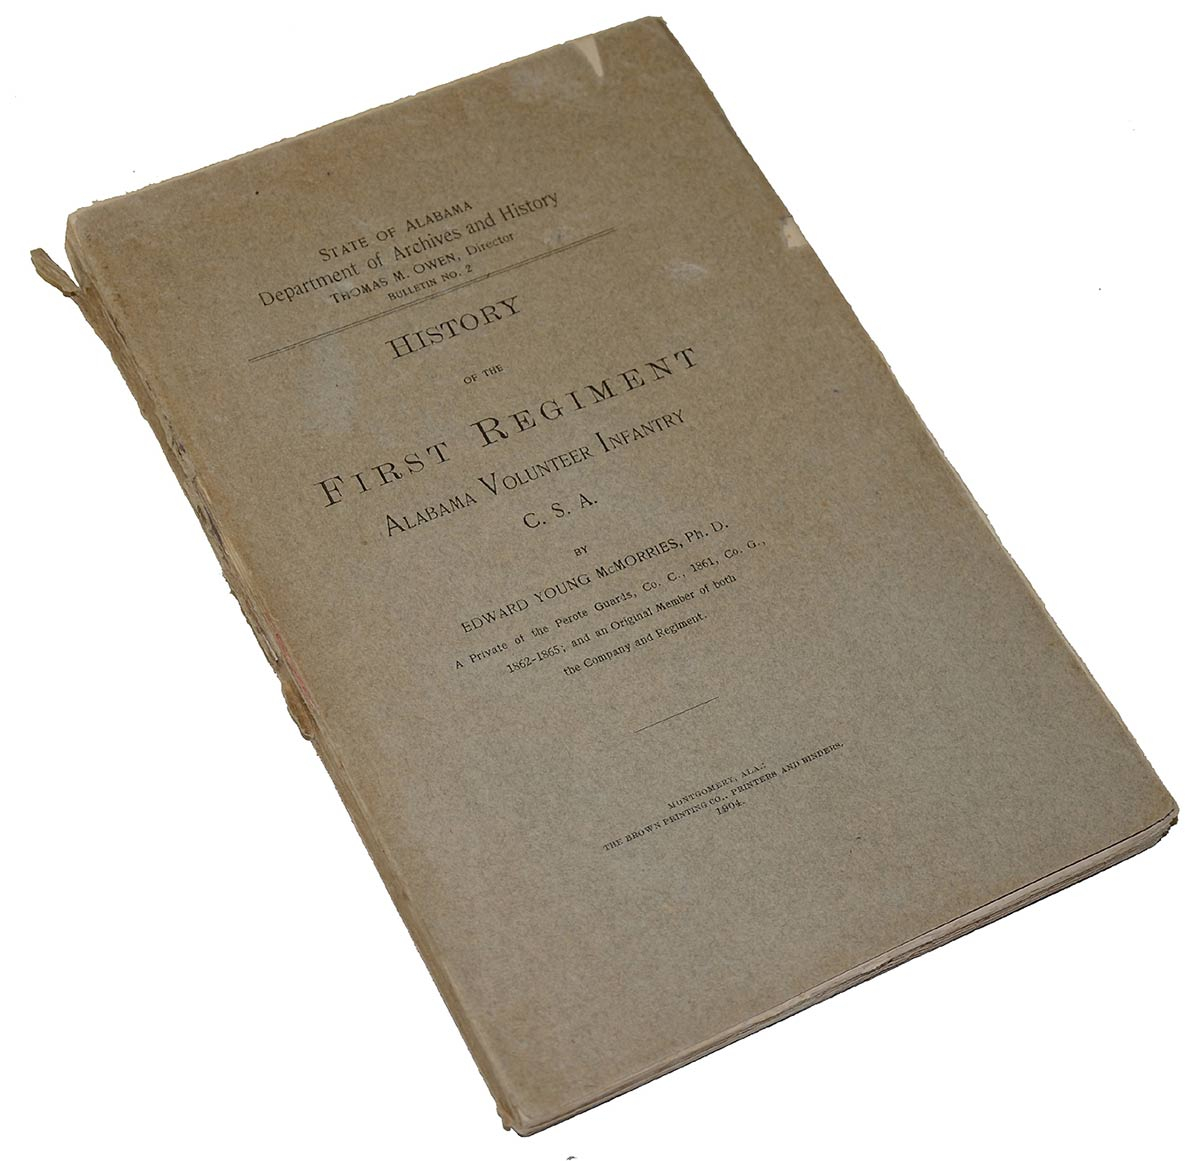 STATE OF ALABAMA
Department of Archives and History
THOMAS M. OWEN, Director
BULLETIN NO. 2
HISTORY
OF THE
FIRST REGIMENT
ALABAMA VOLUNTEER INFANTRY
C. S. A.
BY
EDWARD YOUNG McMORRIES, Ph. D.
A Private of the Perote Guards, Co. C., 1861, Co. G.,
1862-1865; and an Original Member of both
the Company and Regiment.
MONTGOMERY, ALA.:
THE BROWN PRINTING CO., PRINTERS AND BINDERS.
1904.